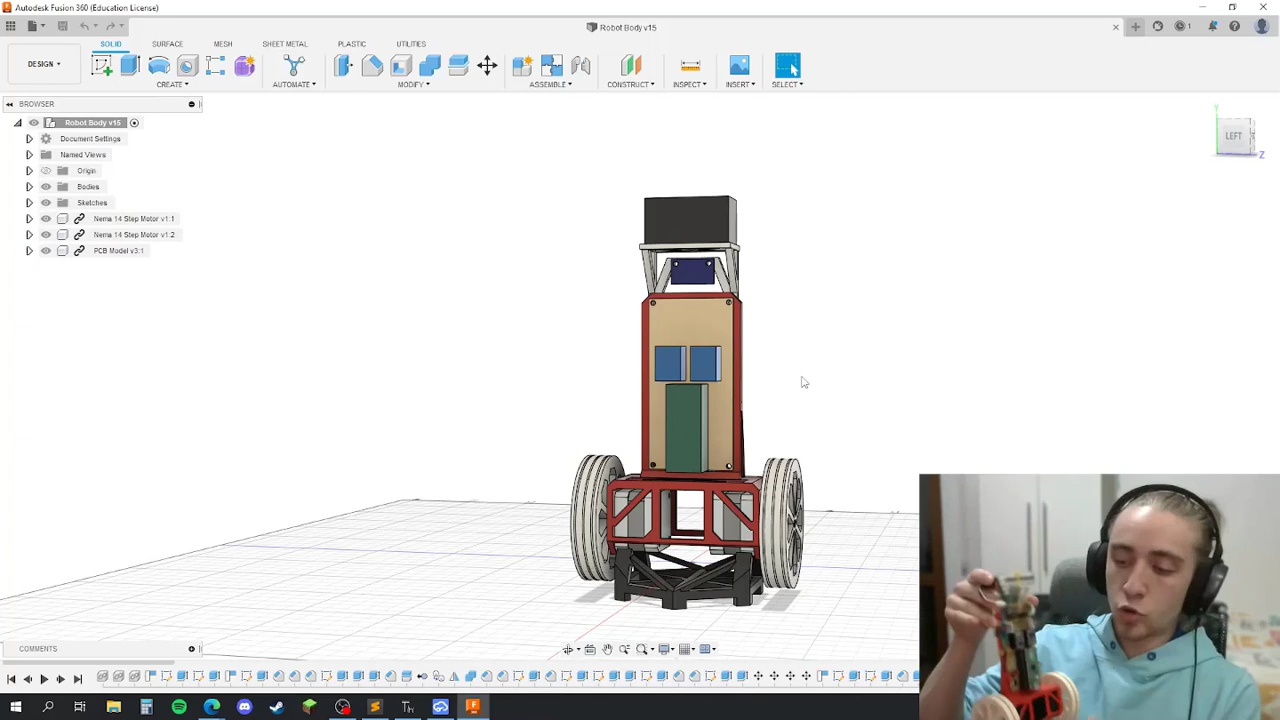 Autodesk Fusion 360 (Education License)
Robot Body v15
1
DESIGN
SOLID
SURFACE
MESH
SHEET METAL
PLASTIC
UTILITIES
CREATE
AUTOMATE
MODIFY
ASSEMBLE
CONSTRUCT
INSPECT
INSERT
SELECT
BROWSER
Robot Body v15
Document Settings
Named Views
Origin
Bodies
Sketches
Nema 14 Step Motor v1:1
Nema 14 Step Motor v1:2
PCB Model v3:1
Y
LEFT
Z
COMMENTS